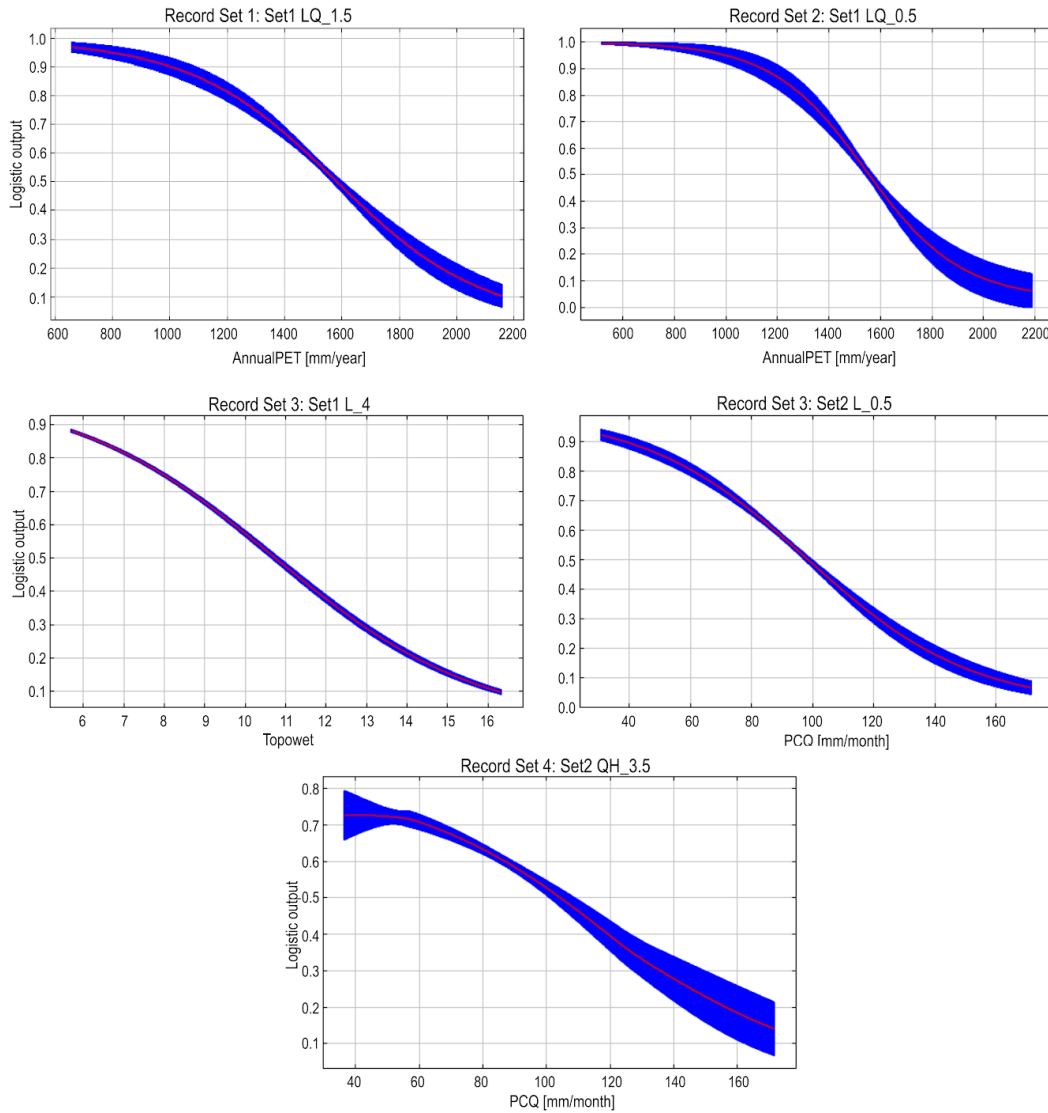 Record Set 1: Set1 LQ_1.5
Record Set 2: Set1 LQ_0.5
Logistic output
1.0
0.9
0.8
0.7
0.6
0.5
0.4
0.3
0.2
0.1
600 800 1000 1200 1400 1600 1800 2000 2200
AnnualPET [mm/year]
1.0
0.9
0.8
0.7
0.6
0.5
0.4
0.3
0.2
0.1
0.0
600 800 1000 1200 1400 1600 1800 2000 2200
AnnualPET [mm/year]
Record Set 3: Set1 L_4
Record Set 3: Set2 L_0.5
Logistic output
0.9
0.8
0.7
0.6
0.5
0.4
0.3
0.2
0.1
6 7 8 9 10 11 12 13 14 15 16
Topowet
0.9
0.8
0.7
0.6
0.5
0.4
0.3
0.2
0.1
0.0
40 60 80 100 120 140 160
PCQ [mm/month]
Record Set 4: Set2 QH_3.5
Logistic output
0.8
0.7
0.6
0.5
0.4
0.3
0.2
0.1
40 60 80 100 120 140 160
PCQ [mm/month]